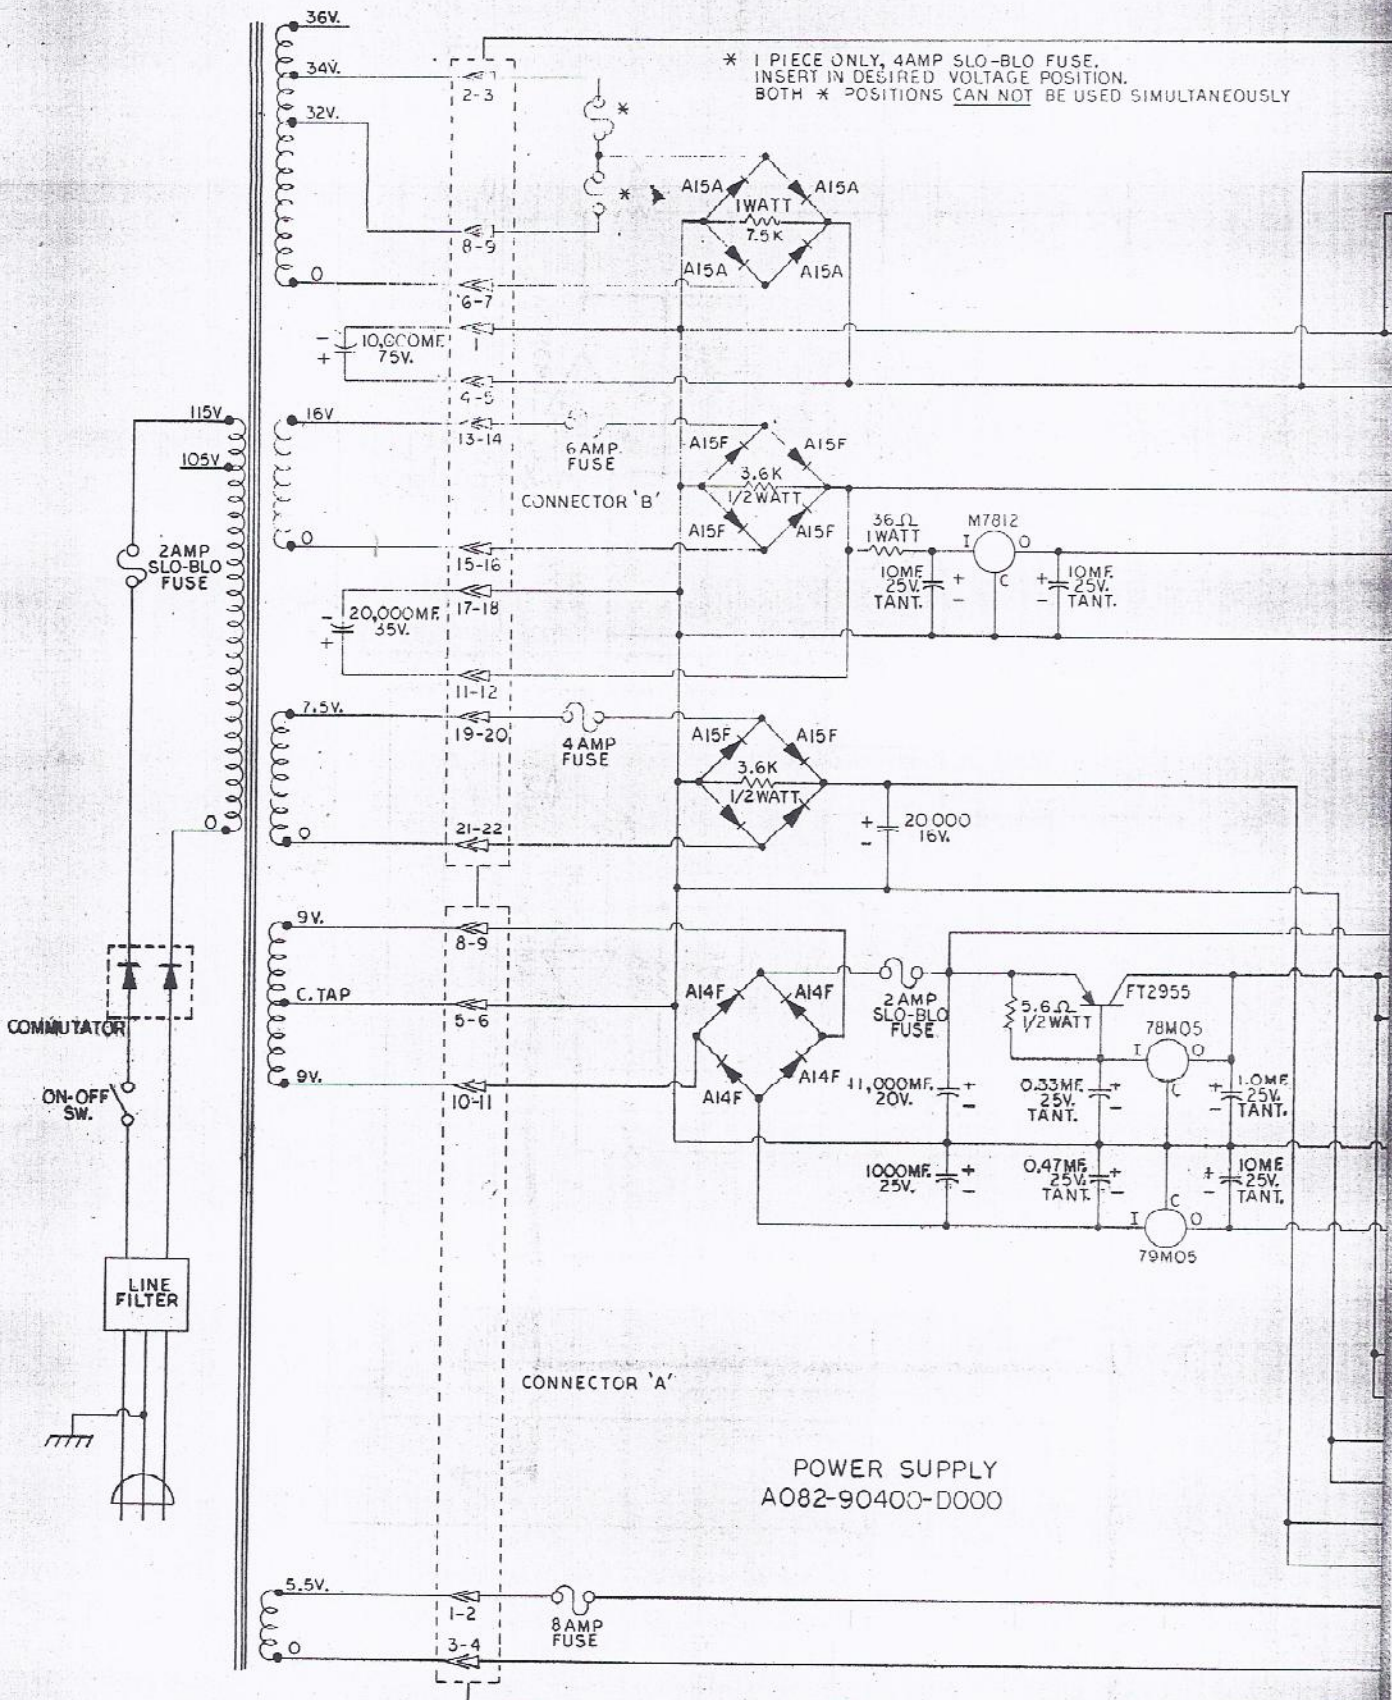 36V.
* 1 PIECE ONLY, 4AMP SLO-BLO FUSE.
INSERT IN DESIRED VOLTAGE POSITION.
BOTH * POSITIONS CAN NOT BE USED SIMULTANEOUSLY
34V.
2-3
32V.
*
*
A15A
A15A
1WATT
7.5K
8-9
A15A
A15A
0
6-7
-
+
10,000MF.
75V.
1
4-5
115V
16V
13-14
6AMP.
FUSE
A15F
A15F
105V
3.6K
1/2WATT
CONNECTOR 'B'
A15F
A15F
36Ω
1WATT
M7812
I
O
C
0
15-16
2AMP
SLO-BLO
FUSE
10MF.
25V.
TANT.
+
-
+
-
10MF.
25V.
TANT.
17-18
-
+
20,000MF.
35V.
11-12
7.5V.
19-20
4AMP
FUSE
A15F
A15F
3.6K
1/2WATT
0
21-22
0
+
-
20000
16V.
9V.
8-9
C.TAP
5-6
COMMUTATOR
A14F
A14F
2AMP
SLO-BLO
FUSE
FT2955
5.6Ω
1/2WATT
78M05
I
O
C
9V.
10-11
ON-OFF
SW.
A14F
A14F
11,000MF.
20V.
+
-
0.33MF.
25V.
TANT.
+
-
+
-
1.0MF
25V.
TANT.
1000MF.
25V.
+
-
0.47MF.
25V.
TANT.
+
-
+
-
10MF
25V.
TANT.
C
I
O
79M05
LINE
FILTER
CONNECTOR 'A'
POWER SUPPLY
A082-90400-D000
5.5V.
1-2
8AMP
FUSE
0
3-4